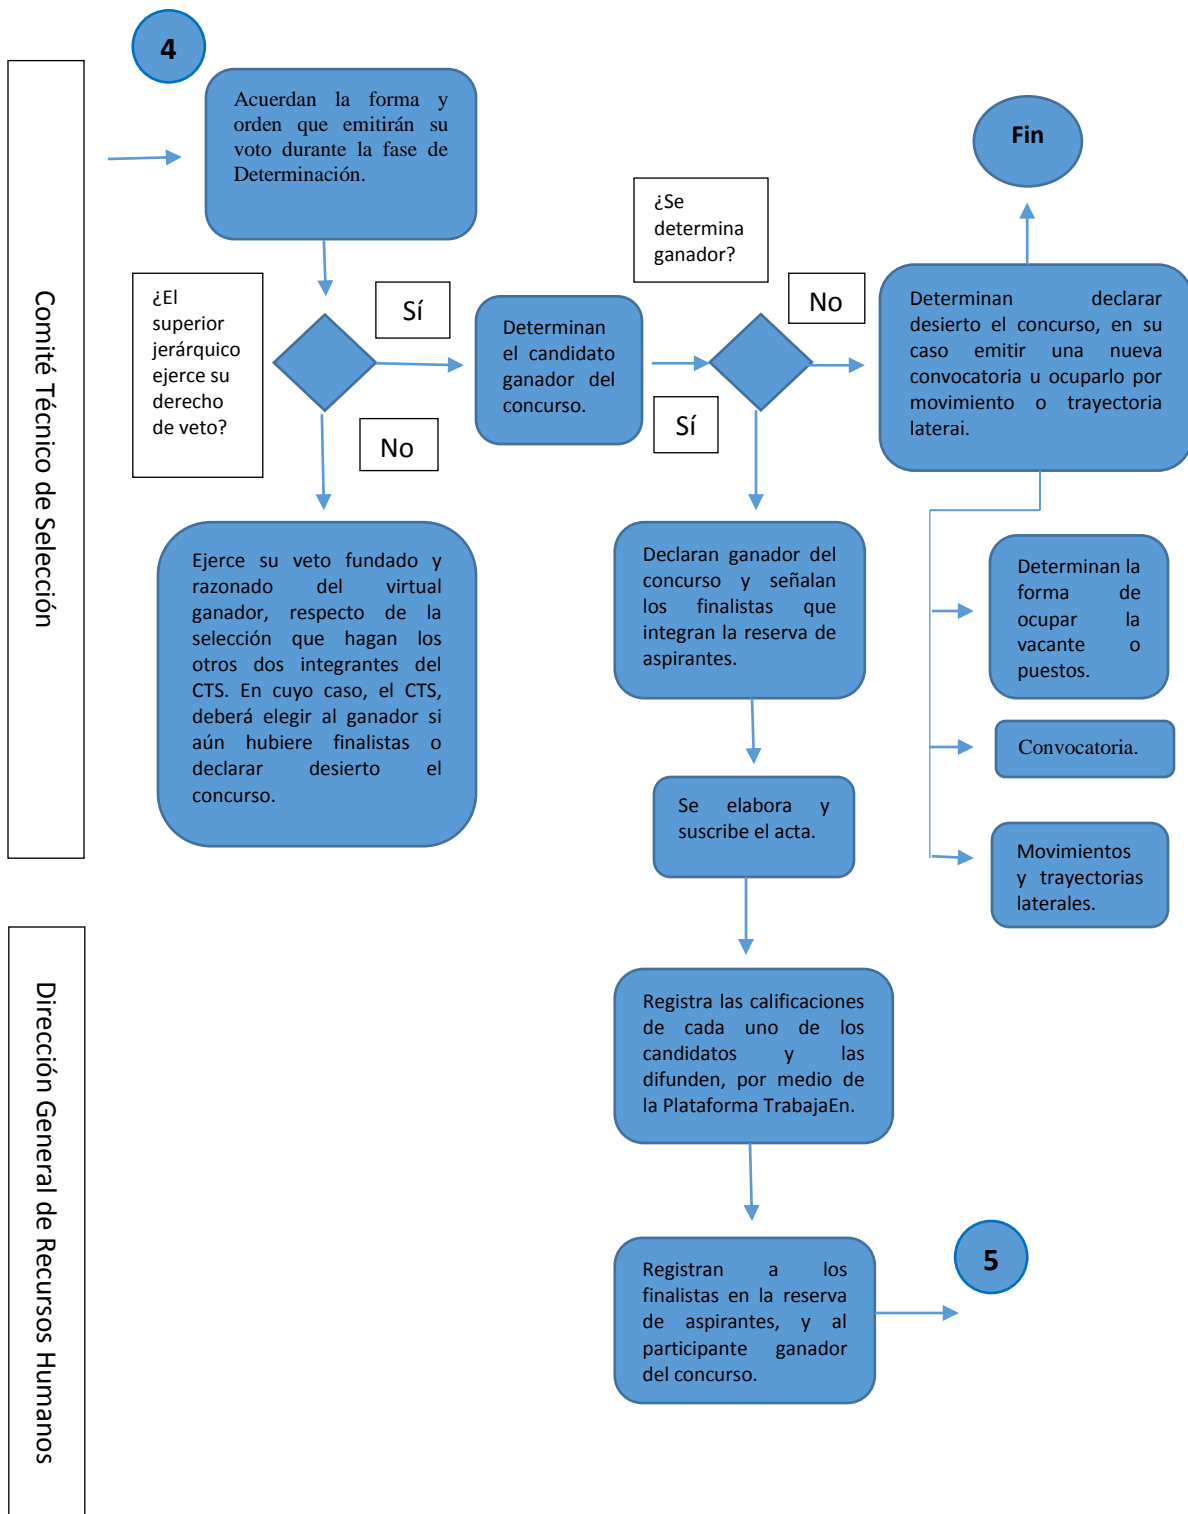 4
Acuerdan la forma y
orden que emitirán su
voto durante la fase de
Determinación.
Fin
¿Se
determina
ganador?
¿El
superior
jerárquico
ejerce su
derecho
de veto?
Sí
No
Determinan
el candidato
ganador del
concurso.
No
Sí
Determinan declarar
desierto el concurso, en su
caso emitir una nueva
convocatoria u ocuparlo por
movimiento o trayectoria
laterai.
Ejerce su veto fundado y
razonado del virtual
ganador, respecto de la
selección que hagan los
otros dos integrantes del
CTS. En cuyo caso, el CTS,
deberá elegir al ganador si
aún hubiere finalistas o
declarar desierto el
concurso.
Declaran ganador del
concurso y señalan
los finalistas que
integran la reserva de
aspirantes.
Determinan la
forma de
ocupar la
vacante o
puestos.
Convocatoria.
Movimientos
y trayectorias
laterales.
Se elabora y
suscribe el acta.
Comité Técnico de Selección
Registra las calificaciones
de cada uno de los
candidatos y las
difunden, por medio de
la Plataforma TrabajaEn.
Registran a los
finalistas en la reserva
de aspirantes, y al
participante ganador
del concurso.
5
Dirección General de Recursos Humanos